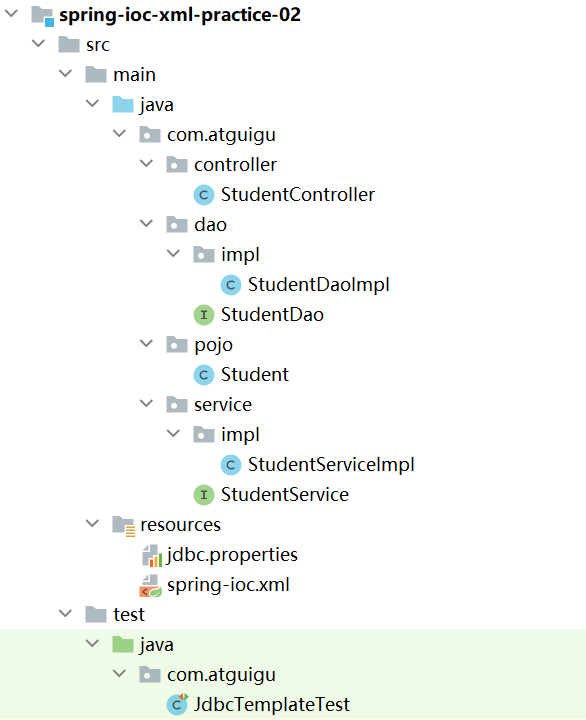 spring-ioc-xml-practice-02
src
main
java
com.atguigu
controller
C StudentController
dao
impl
C StudentDaoImpl
I StudentDao
pojo
C Student
service
impl
C StudentServiceImpl
I StudentService
resources
jdbc.properties
spring-ioc.xml
test
java
com.atguigu
C JdbcTemplateTest